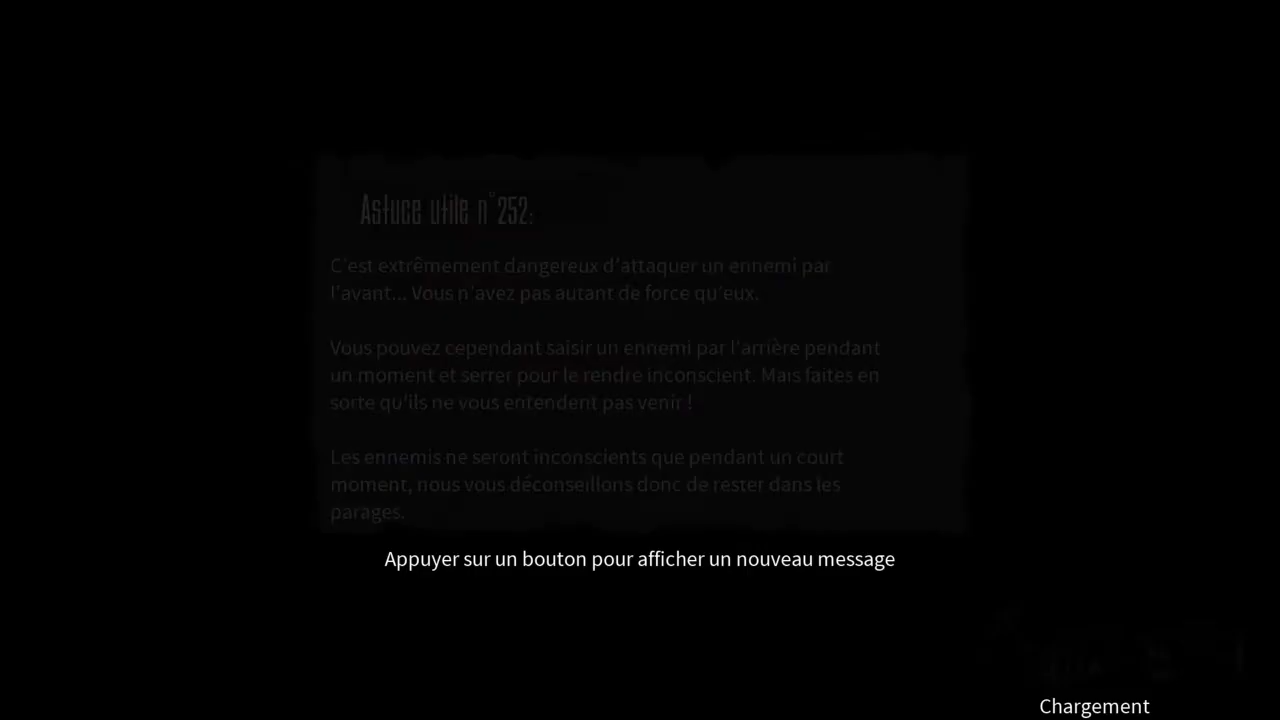 Astuce utile n°252:
C'est extrêmement dangereux d'attaquer un ennemi par
l'avant... Vous n'avez pas autant de force qu'eux.
Vous pouvez cependant saisir un ennemi par l'arrière pendant
un moment et serrer pour le rendre inconscient. Mais faites en
sorte qu'ils ne vous entendent pas venir !
Les ennemis ne seront inconscients que pendant un court
moment, nous vous déconseillons donc de rester dans les
parages.
Appuyer sur un bouton pour afficher un nouveau message
Chargement